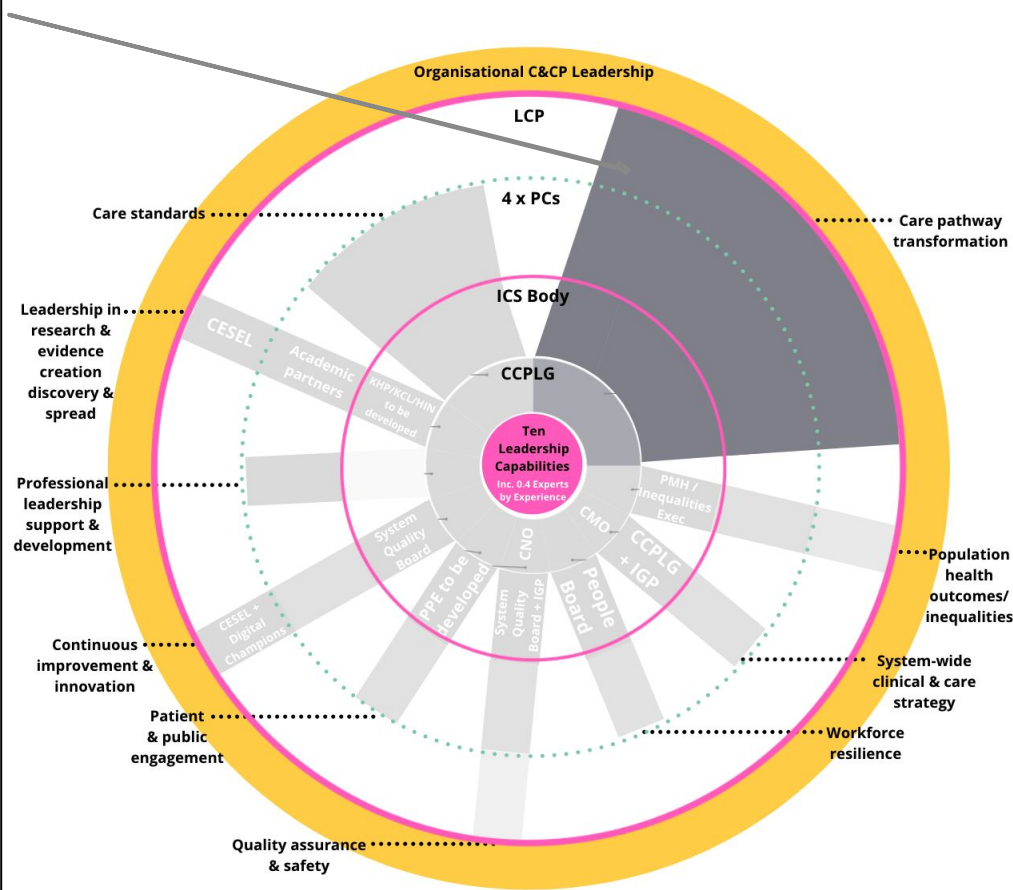 Organisational C&CP Leadership
LCP
4 x PCs
ICS Body
CCPLG
Ten
Leadership
Capabilities
Inc. 0.4 Experts
by Experience
Care pathway
transformation
PMH /
Inequalities
Exec
Population
health
outcomes/
inequalities
CMO
CCPLG
+ IGP
System-wide
clinical & care
strategy
People
Board
Workforce
resilience
CNO
System
Quality
Board + IGP
Quality assurance
& safety
PPE to be
developed
Patient
& public
engagement
System
Quality
Board
CESEL +
Digital
Champions
Continuous
improvement &
innovation
Professional
leadership
support &
development
CESEL
Academic
partners
KHP/KCL/HIN
to be
developed
Leadership in
research &
evidence
creation
discovery &
spread
Care standards